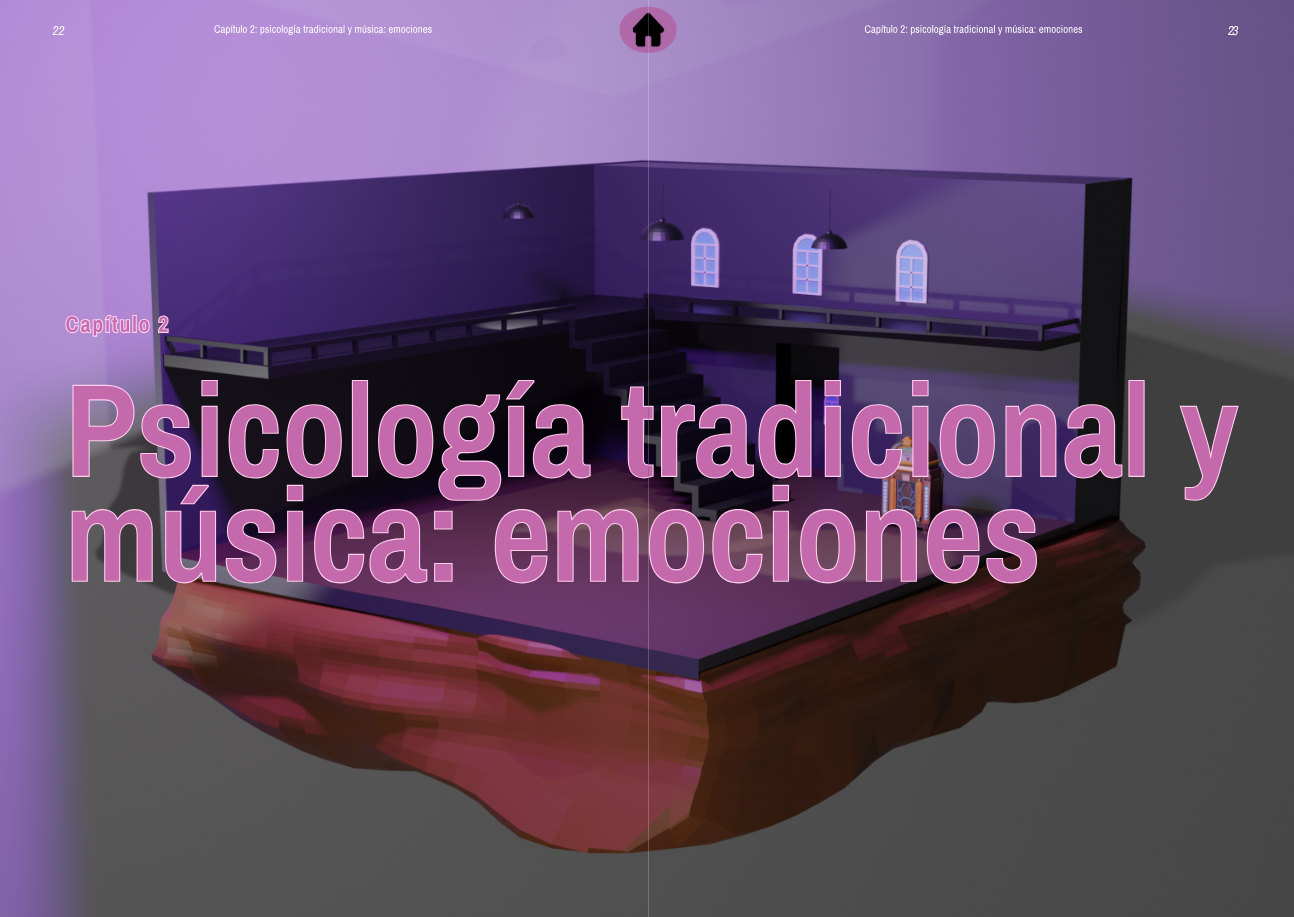 22
Capítulo 2: psicología tradicional y música: emociones
Capítulo 2: psicología tradicional y música: emociones
23
Capítulo 2
Psicología tradicional y
música: emociones